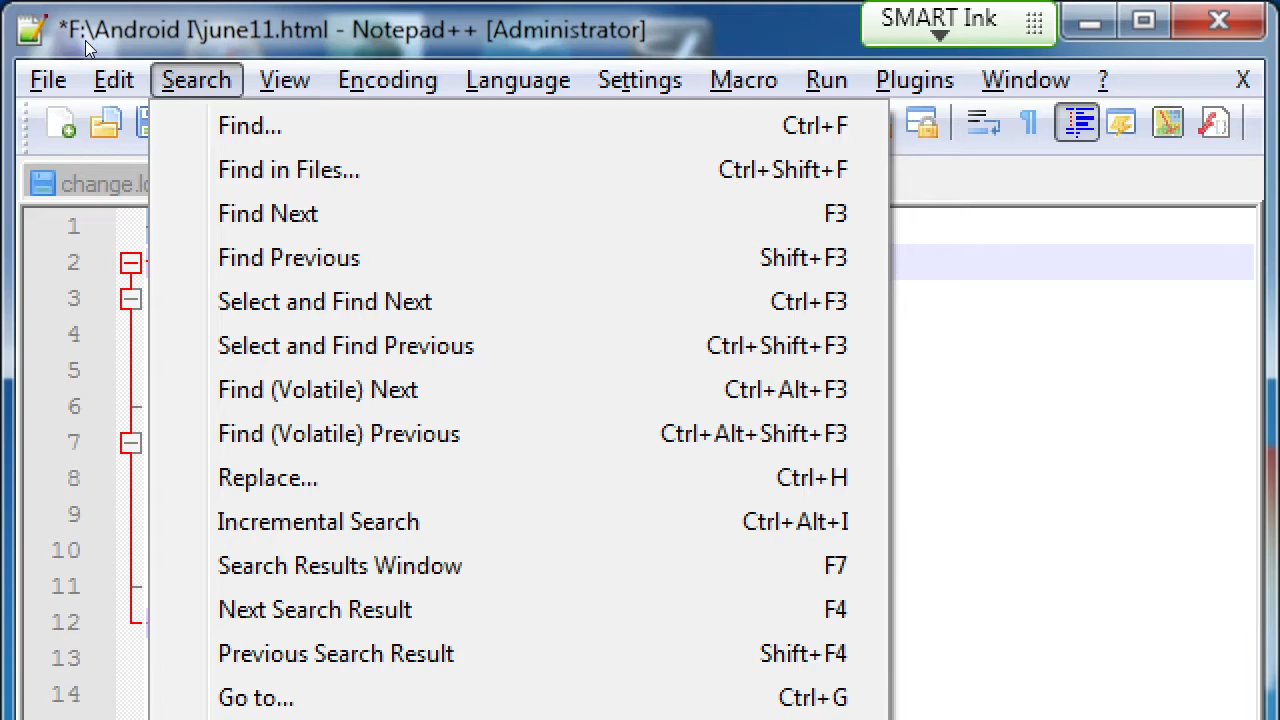 *F:\Android I\june11.html - Notepad++ [Administrator]
SMART Ink
File Edit Search View Encoding Language Settings Macro Run Plugins Window ? X
Find... Ctrl+F
Find in Files... Ctrl+Shift+F
change.lo
Find Next F3
1
Find Previous Shift+F3
2
Select and Find Next Ctrl+F3
3
Select and Find Previous Ctrl+Shift+F3
4
5
Find (Volatile) Next Ctrl+Alt+F3
6
Find (Volatile) Previous Ctrl+Alt+Shift+F3
7
Replace... Ctrl+H
8
Incremental Search Ctrl+Alt+I
9
10
Search Results Window F7
11
Next Search Result F4
12
Previous Search Result Shift+F4
13
Go to... Ctrl+G
14